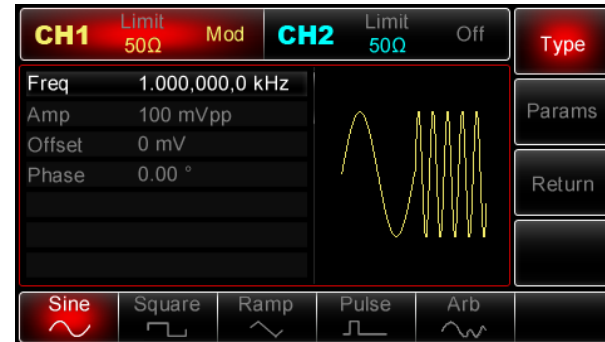 CH1 Limit 50Ω Mod CH2 Limit 50Ω Off
Type
Freq 1.000,000,0 kHz
Amp 100 mVpp
Params
Offset 0 mV
Phase 0.00 °
Return
Sine Square Ramp Pulse Arb